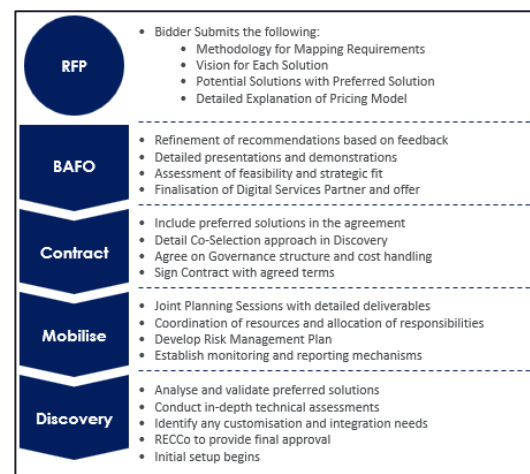 RFP
• Bidder Submits the following:
• Methodology for Mapping Requirements
• Vision for Each Solution
• Potential Solutions with Preferred Solution
• Detailed Explanation of Pricing Model
BAFO
• Refinement of recommendations based on feedback
• Detailed presentations and demonstrations
• Assessment of feasibility and strategic fit
• Finalisation of Digital Services Partner and offer
Contract
• Include preferred solutions in the agreement
• Detail Co-Selection approach in Discovery
• Agree on Governance structure and cost handling
• Sign Contract with agreed terms
Mobilise
• Joint Planning Sessions with detailed deliverables
• Coordination of resources and allocation of responsibilities
• Develop Risk Management Plan
• Establish monitoring and reporting mechanisms
Discovery
• Analyse and validate preferred solutions
• Conduct in-depth technical assessments
• Identify any customisation and integration needs
• RECCo to provide final approval
• Initial setup begins